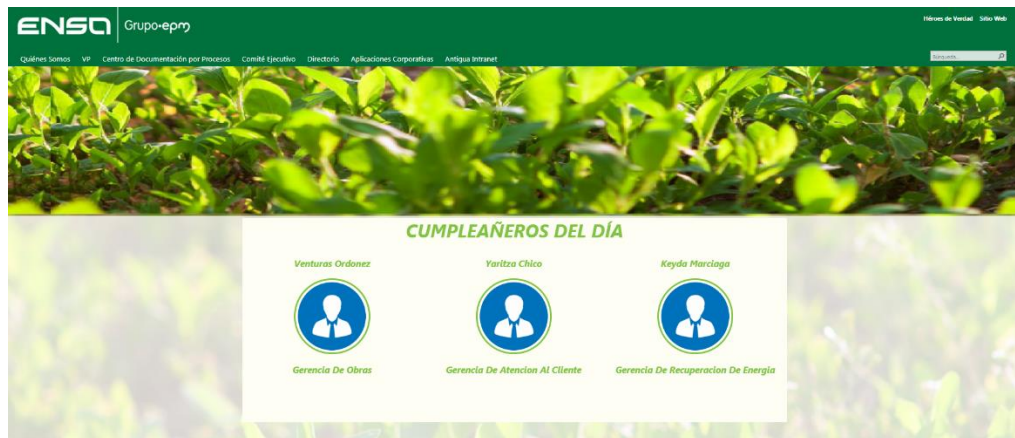 ENSA Grupo·epm
Héroes de Verdad Sitio Web
Quiénes Somos VP Centro de Documentación por Procesos Comité Ejecutivo Directorio Aplicaciones Corporativas Antigua Intranet
CUMPLEAÑEROS DEL DÍA
Venturas Ordonez Yaritza Chico Keyda Marciaga
Gerencia De Obras Gerencia De Atencion Al Cliente Gerencia De Recuperacion De Energia